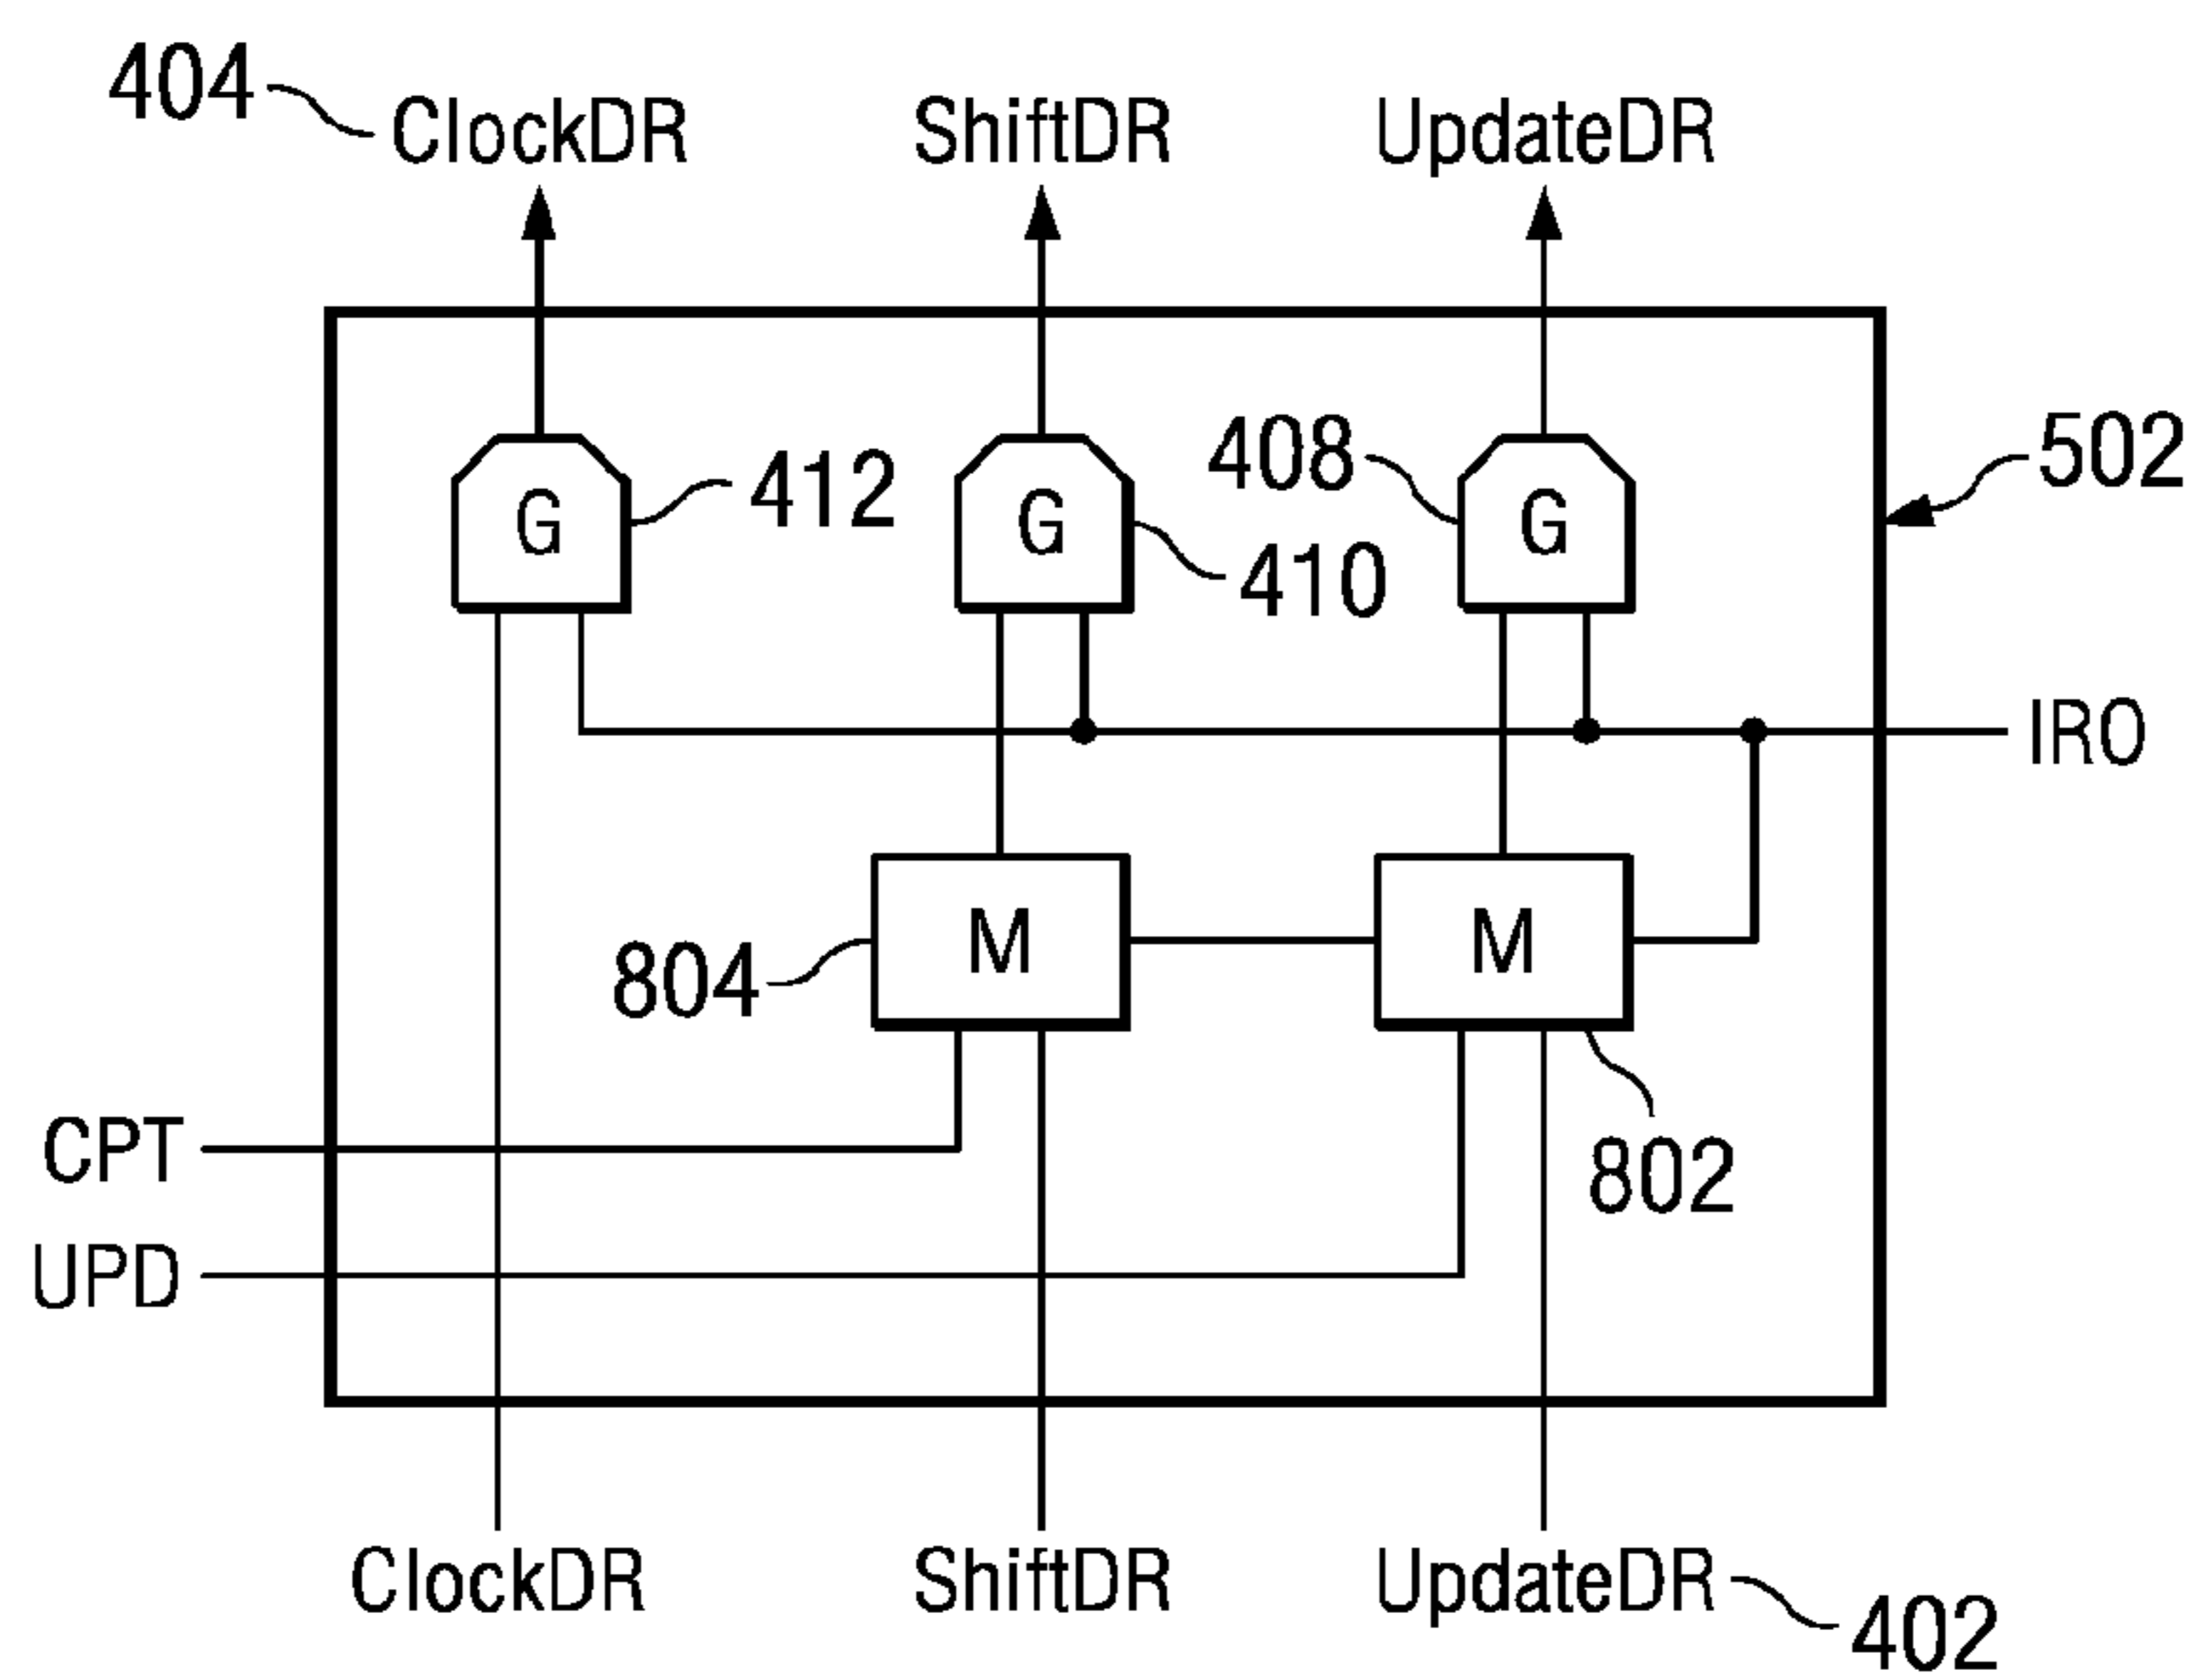 404
ClockDR ShiftDR UpdateDR
G 412 G 410 408 G 502
IRO
804 M M
CPT
802
UPD
ClockDR ShiftDR UpdateDR
402